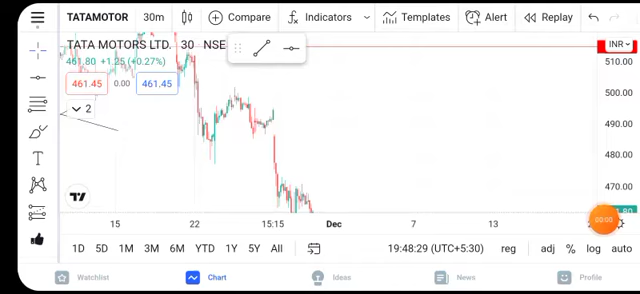 TATAMOTOR 30m Compare Indicators Templates Alert Replay
TATA MOTORS LTD. 30 NSE
INR
461.80 +1.25 (+0.27%)
461.45 0.00 461.45
2
510.00
500.00
490.00
480.00
470.00
00:00
15 22 15:15 Dec 7 13
1D 5D 1M 3M 6M YTD 1Y 5Y All 19:48:29 (UTC+5:30) reg adj % log auto
Watchlist Chart Ideas News Profile